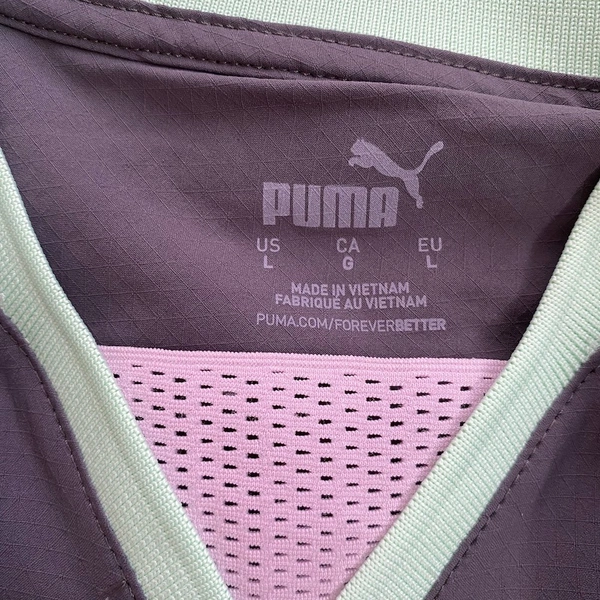 PUMA
US CA EU
L G L
MADE IN VIETNAM
FABRIQUÉ AU VIETNAM
PUMA.COM/FOREVERBETTER